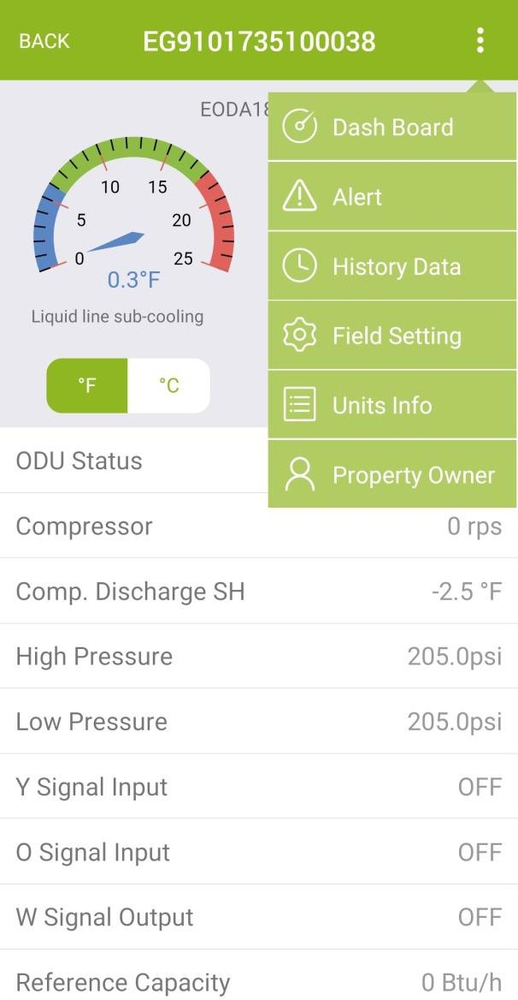 BACK EG9101735100038
EODA18
Dash Board
Alert
History Data
Field Setting
Units Info
Property Owner
10 15
5 20
0 25
0.3°F
Liquid line sub-cooling
°F °C
ODU Status
Compressor 0 rps
Comp. Discharge SH -2.5 °F
High Pressure 205.0psi
Low Pressure 205.0psi
Y Signal Input OFF
O Signal Input OFF
W Signal Output OFF
Reference Capacity 0 Btu/h